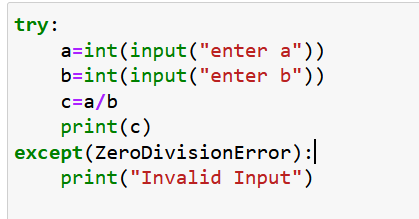 try:
    a=int(input("enter a"))
    b=int(input("enter b"))
    c=a/b
    print(c)
except(ZeroDivisionError):
    print("Invalid Input")